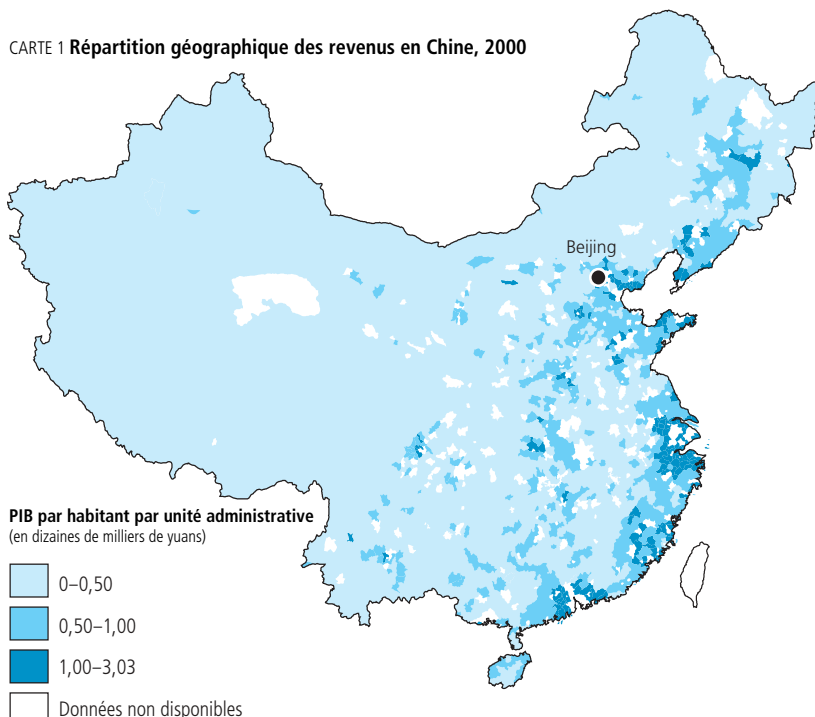 CARTE 1 Répartition géographique des revenus en Chine, 2000
Beijing
PIB par habitant par unité administrative
(en dizaines de milliers de yuans)
0–0,50
0,50–1,00
1,00–3,03
Données non disponibles